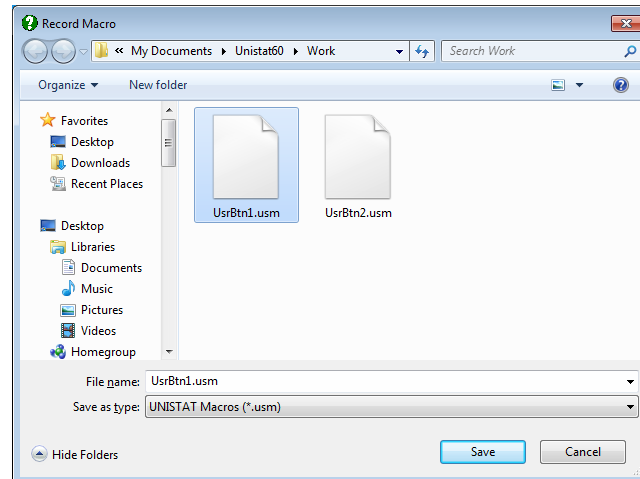 Record Macro
« My Documents Unistat60 Work Search Work
Organize New folder
Favorites
Desktop
Downloads
Recent Places
Desktop
Libraries
Documents
Music
Pictures
Videos
Homegroup
UsrBtn1.usm UsrBtn2.usm
File name: UsrBtn1.usm
Save as type: UNISTAT Macros (*.usm)
Hide Folders Save Cancel